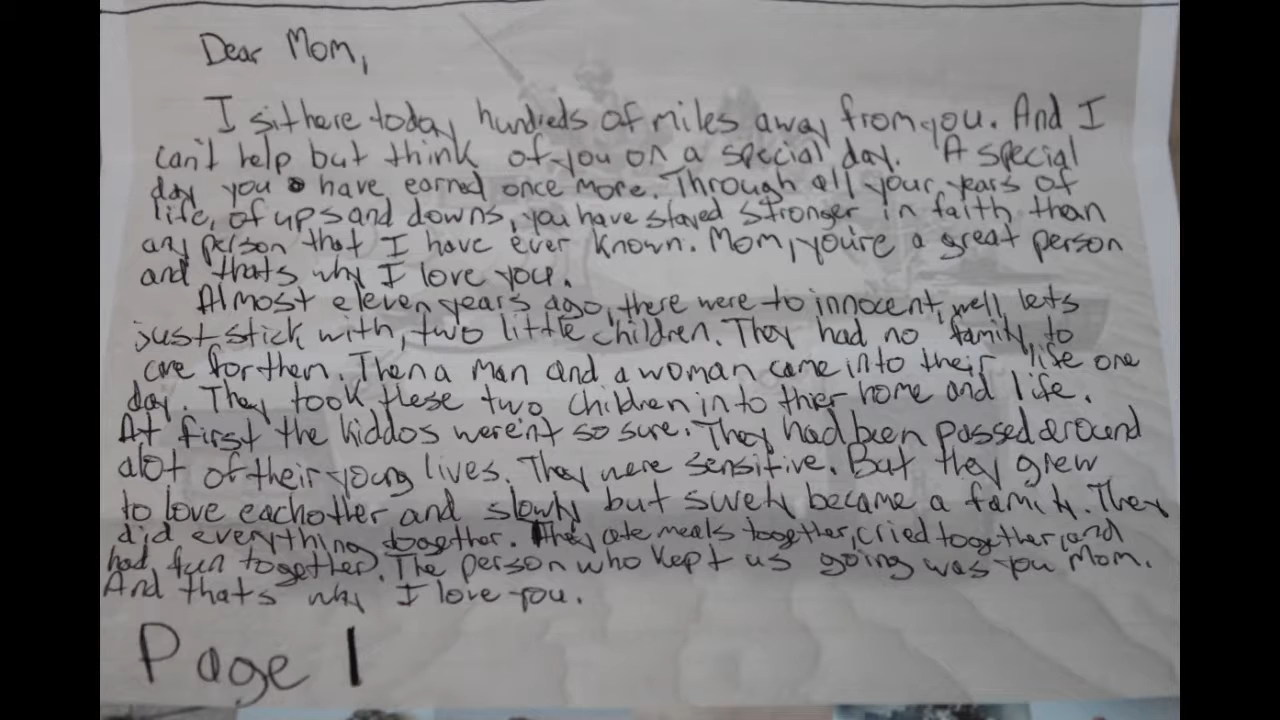 Dear Mom,
I sit here today hundreds of miles away from you. And I
can't help but think of you on a special day. A special
day you have earned once more. Through all your years of
life, of ups and downs, you have stayed stronger in faith than
any person that I have ever known. Mom, you're a great person
and thats why I love you.
Almost eleven years ago, there were to innocent, well lets
just stick with, two little children. They had no family to
care for them. Then a man and a woman came into their life one
day. They took these two children into thier home and life.
At first the kiddos weren't so sure. They had been passed around
alot of their young lives. They were sensitive. But they grew
to love eachother and slowly but surely became a family. They
did everything together. They ate meals together, cried together, and
had fun together. The person who kept us going was you Mom.
And that's why I love you.
Page 1